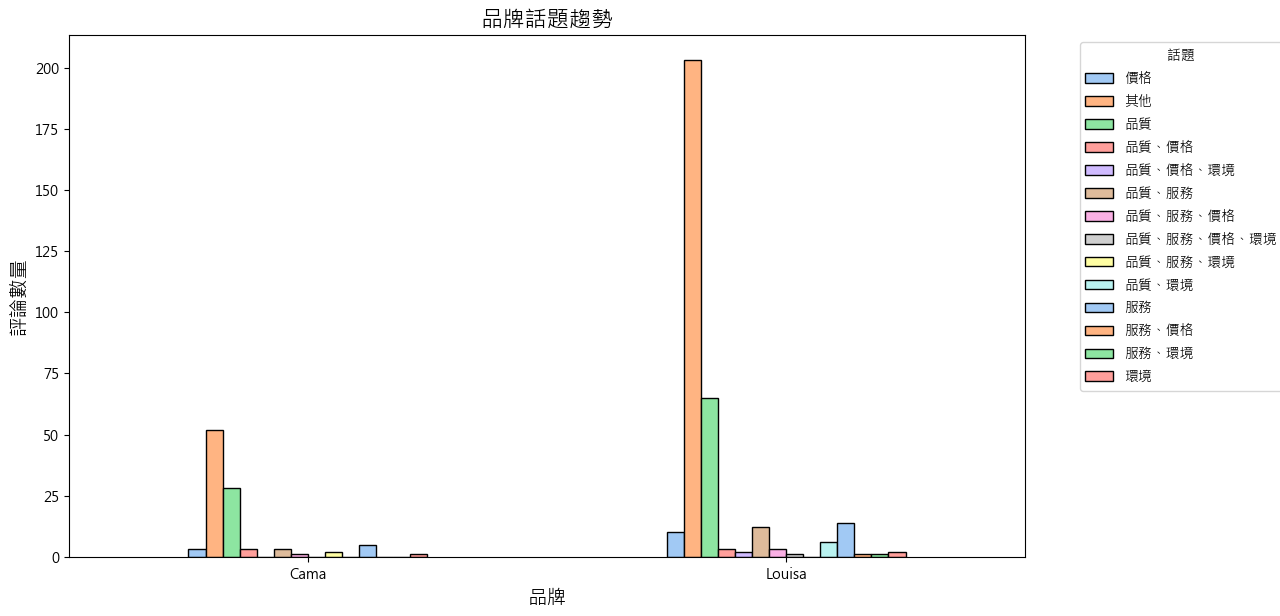 品牌話題趨勢
評論數量
200
175
150
125
100
75
50
25
0
Cama
Louisa
品牌
話題
價格
其他
品質
品質、價格
品質、價格、環境
品質、服務
品質、服務、價格
品質、服務、價格、環境
品質、服務、環境
品質、環境
服務
服務、價格
服務、環境
環境